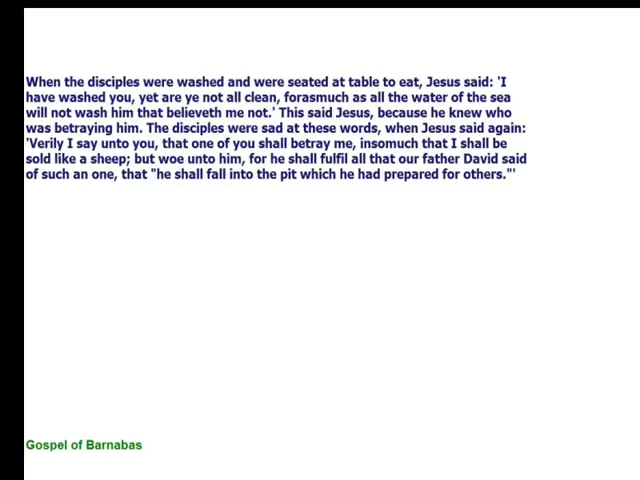 When the disciples were washed and were seated at table to eat, Jesus said: 'I
have washed you, yet are ye not all clean, forasmuch as all the water of the sea
will not wash him that believeth me not.' This said Jesus, because he knew who
was betraying him. The disciples were sad at these words, when Jesus said again:
'Verily I say unto you, that one of you shall betray me, insomuch that I shall be
sold like a sheep; but woe unto him, for he shall fulfil all that our father David said
of such an one, that "he shall fall into the pit which he had prepared for others."'
Gospel of Barnabas